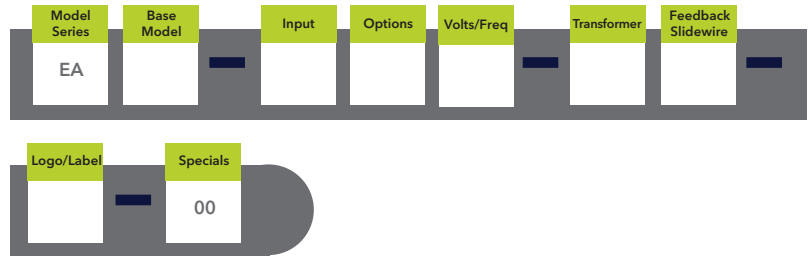 Model Series
Base Model
Input
Options
Volts/Freq
Transformer
Feedback Slidewire
EA
Logo/Label
Specials
00